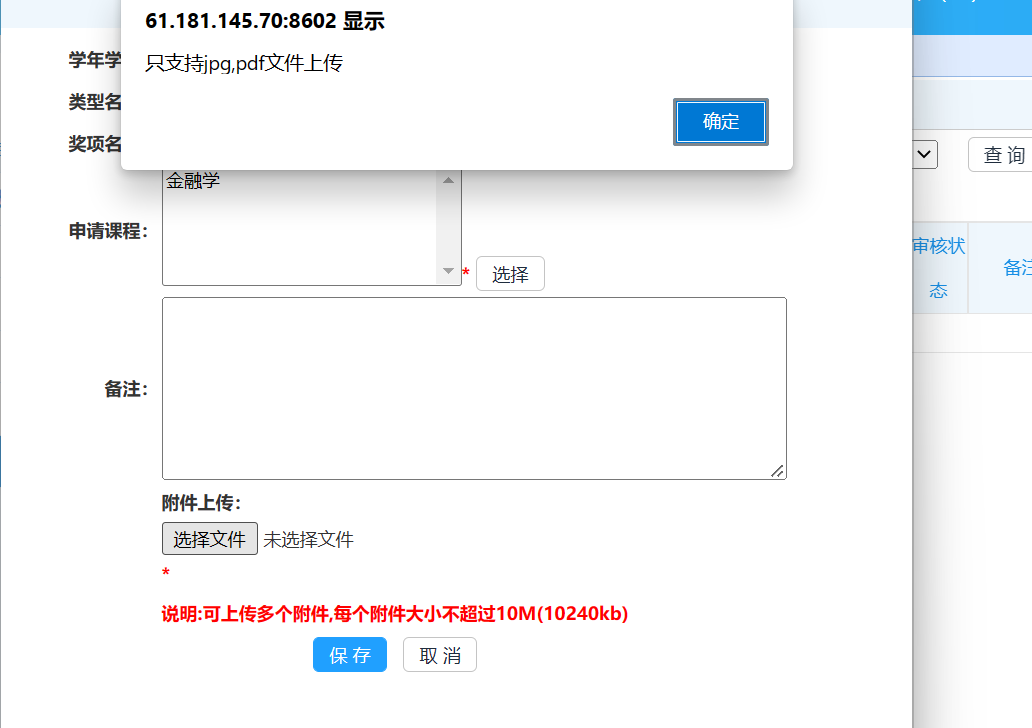 61.181.145.70:8602 显示
只支持jpg,pdf文件上传
确定
学年学
类型名
奖项名
查 询
金融学
申请课程：
* 选择
审核状
态
备注
备注：
附件上传：
选择文件 未选择文件
*
说明:可上传多个附件,每个附件大小不超过10M(10240kb)
保 存
取 消